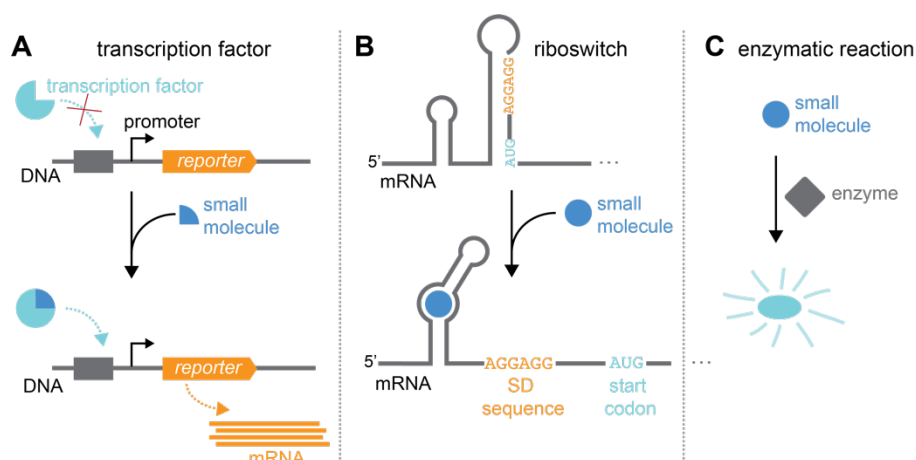 A
transcription factor
transcription factor
promoter
reporter
DNA
small
molecule
reporter
DNA
mRNA
B
riboswitch
AGGAGG
AUG
5’
mRNA
small
molecule
5’
mRNA
AGGAGG
AUG
...
SD
sequence
start
codon
...
C
enzymatic reaction
small
molecule
enzyme